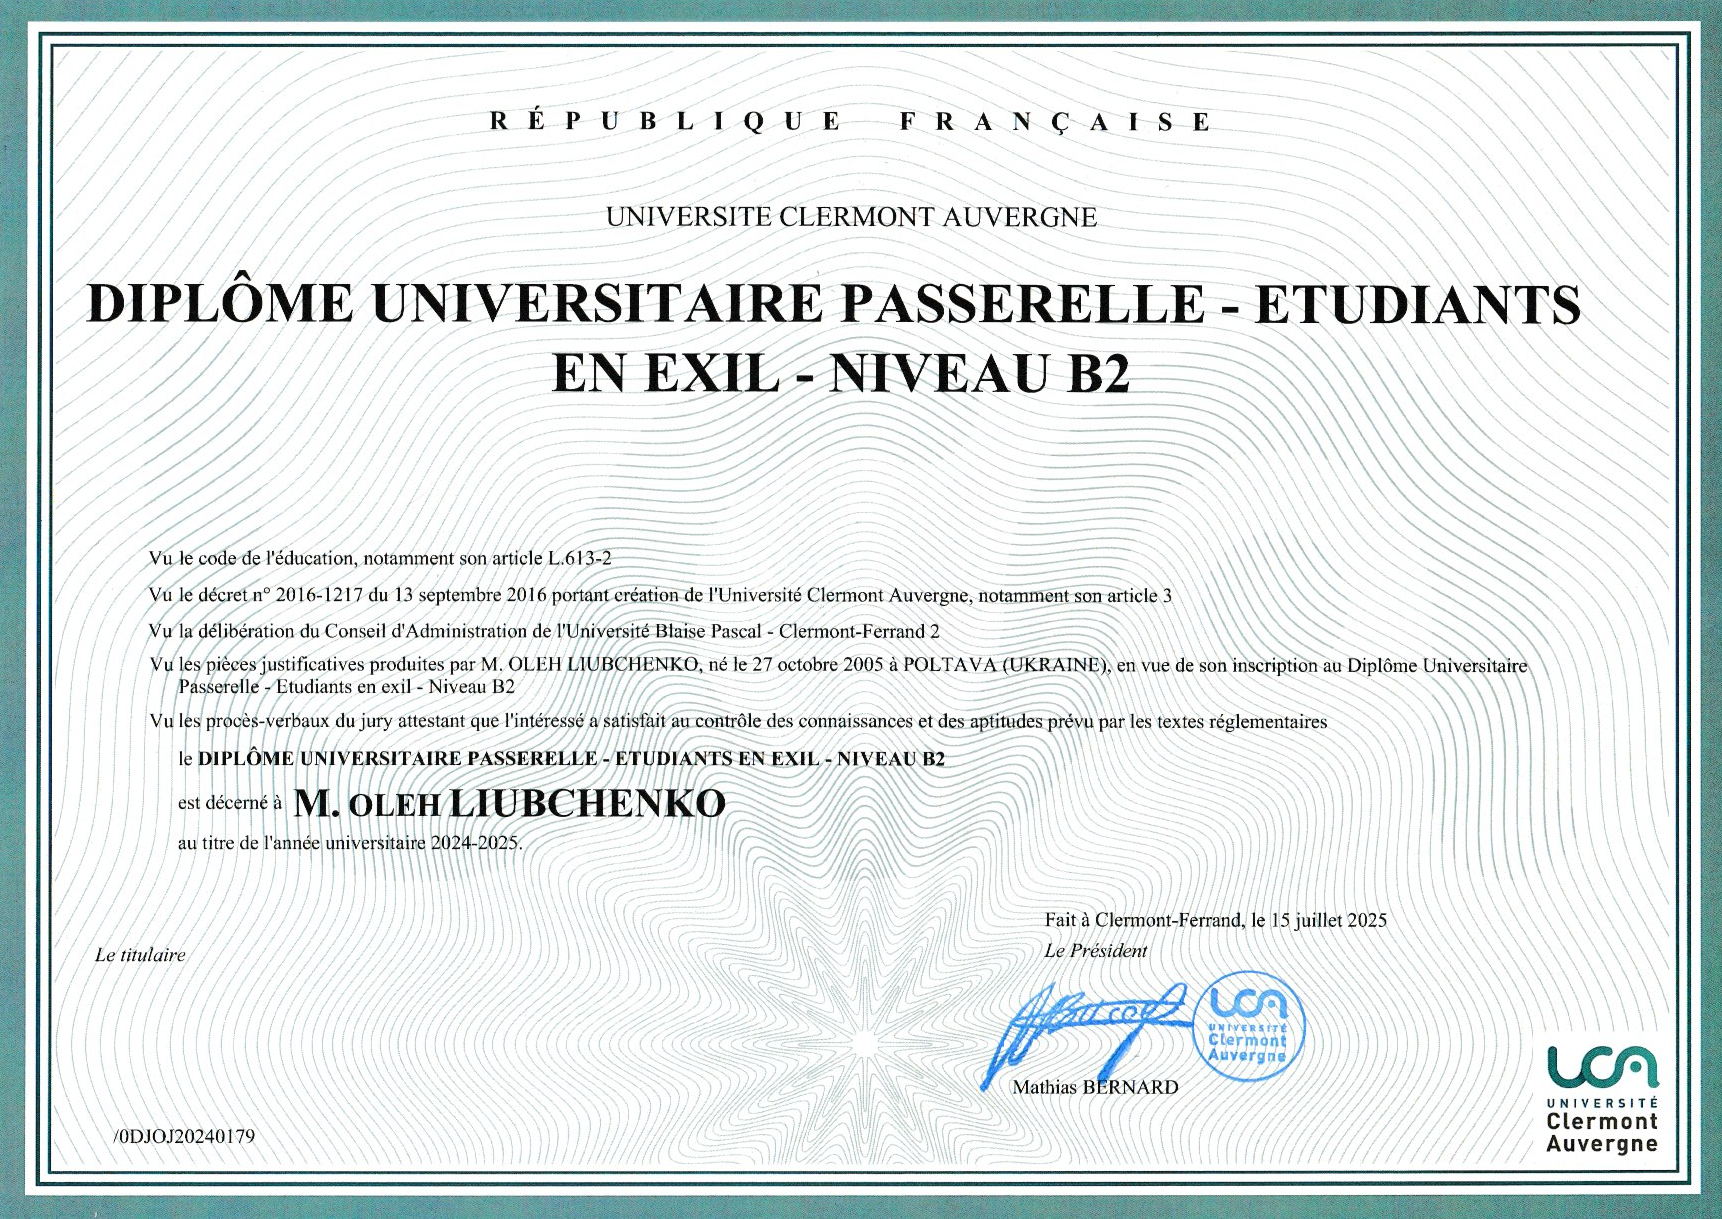 RÉPUBLIQUE FRANÇAISE
UNIVERSITE CLERMONT AUVERGNE
DIPLÔME UNIVERSITAIRE PASSERELLE - ETUDIANTS
EN EXIL - NIVEAU B2
Vu le code de l'éducation, notamment son article L.613-2
Vu le décret n° 2016-1217 du 13 septembre 2016 portant création de l'Université Clermont Auvergne, notamment son article 3
Vu la délibération du Conseil d'Administration de l'Université Blaise Pascal - Clermont-Ferrand 2
Vu les pièces justificatives produites par M. OLEH LIUBCHENKO, né le 27 octobre 2005 à POLTAVA (UKRAINE), en vue de son inscription au Diplôme Universitaire
Passerelle - Etudiants en exil - Niveau B2
Vu les procès-verbaux du jury attestant que l'intéressé a satisfait au contrôle des connaissances et des aptitudes prévu par les textes réglementaires
le DIPLÔME UNIVERSITAIRE PASSERELLE - ETUDIANTS EN EXIL - NIVEAU B2
est décerné à M. OLEH LIUBCHENKO
au titre de l'année universitaire 2024-2025.
Fait à Clermont-Ferrand, le 15 juillet 2025
Le titulaire
Le Président
UCA
UNIVERSITÉ
Clermont
Auvergne
Mathias BERNARD
/0DJOJ20240179
UCA
UNIVERSITÉ
Clermont
Auvergne